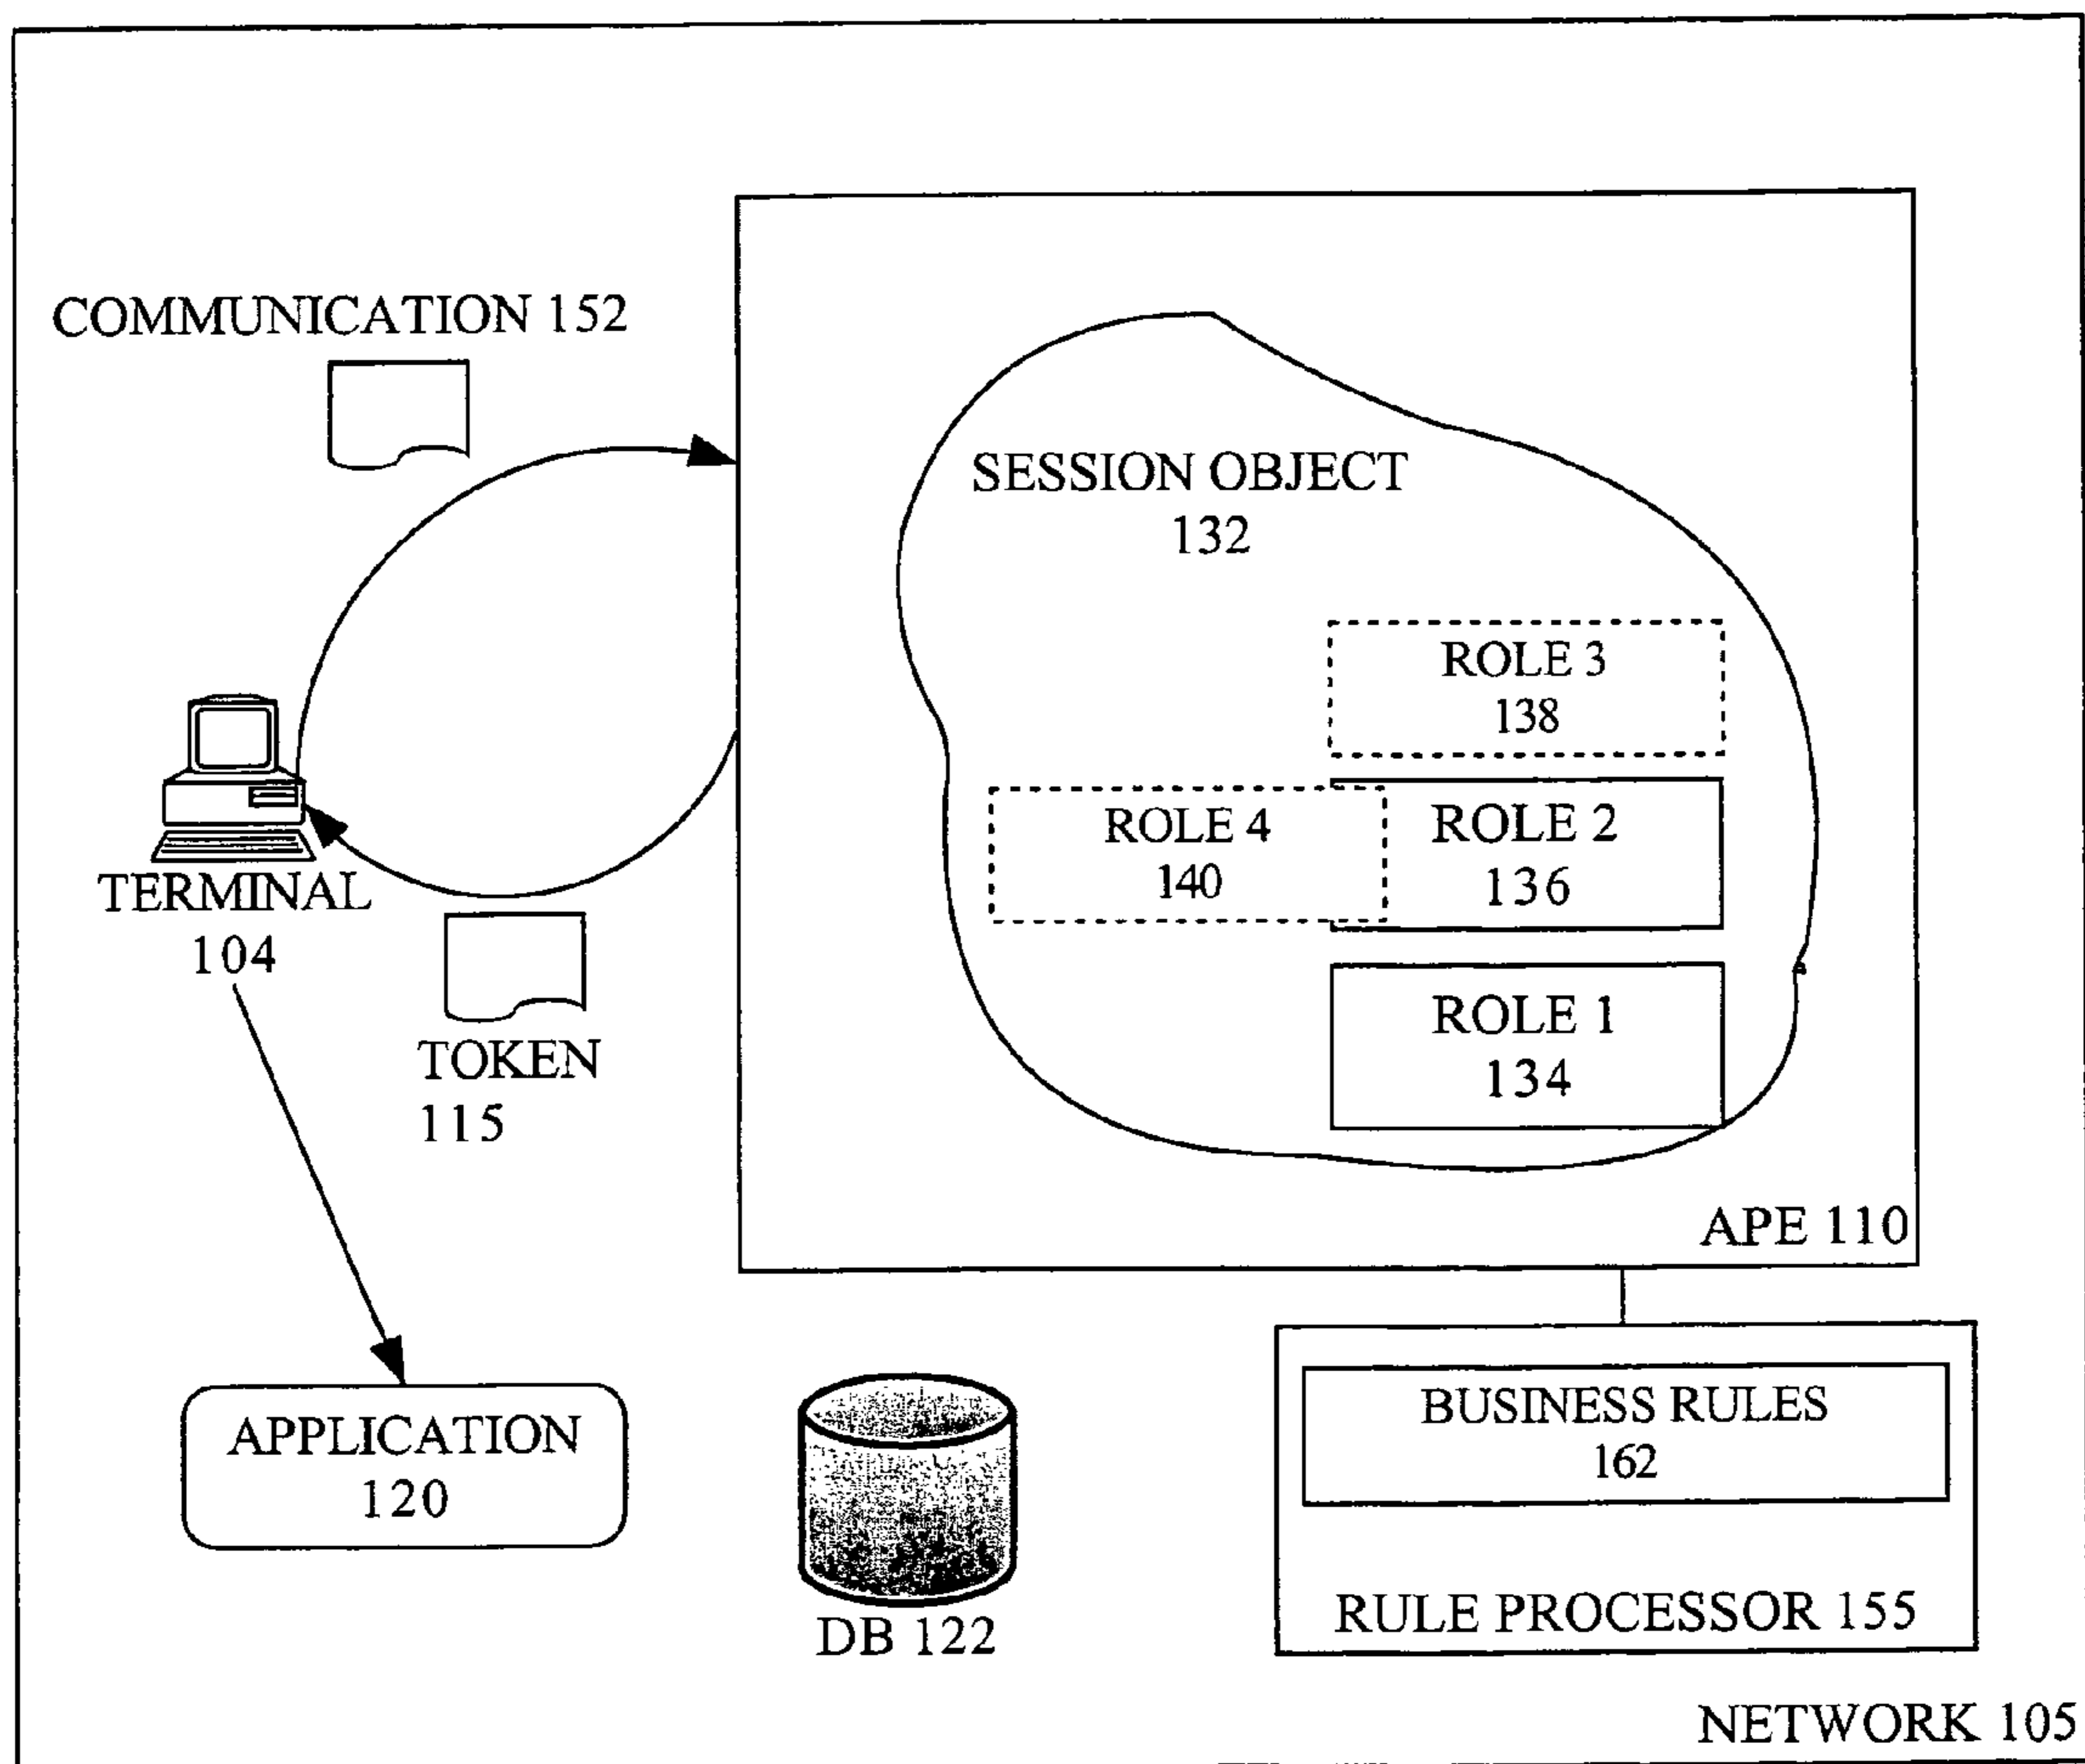 COMMUNICATION 152
SESSION OBJECT
132
ROLE 3
138
ROLE 4
140
ROLE 2
136
TERMINAL
104
ROLE 1
134
TOKEN
115
APE 110
BUSINESS RULES
162
APPLICATION
120
RULE PROCESSOR 155
DB 122
NETWORK 105